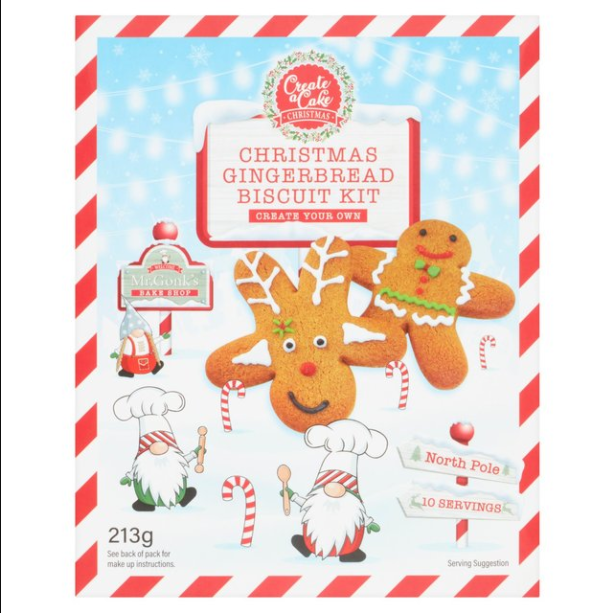 Create
a
Cake
CHRISTMAS
CHRISTMAS
GINGERBREAD
BISCUIT KIT
CREATE YOUR OWN
WELCOME
Mr.Gonk's
BAKE SHOP
North Pole
10 SERVINGS
213g
See back of pack for
make up instructions.
Serving Suggestion